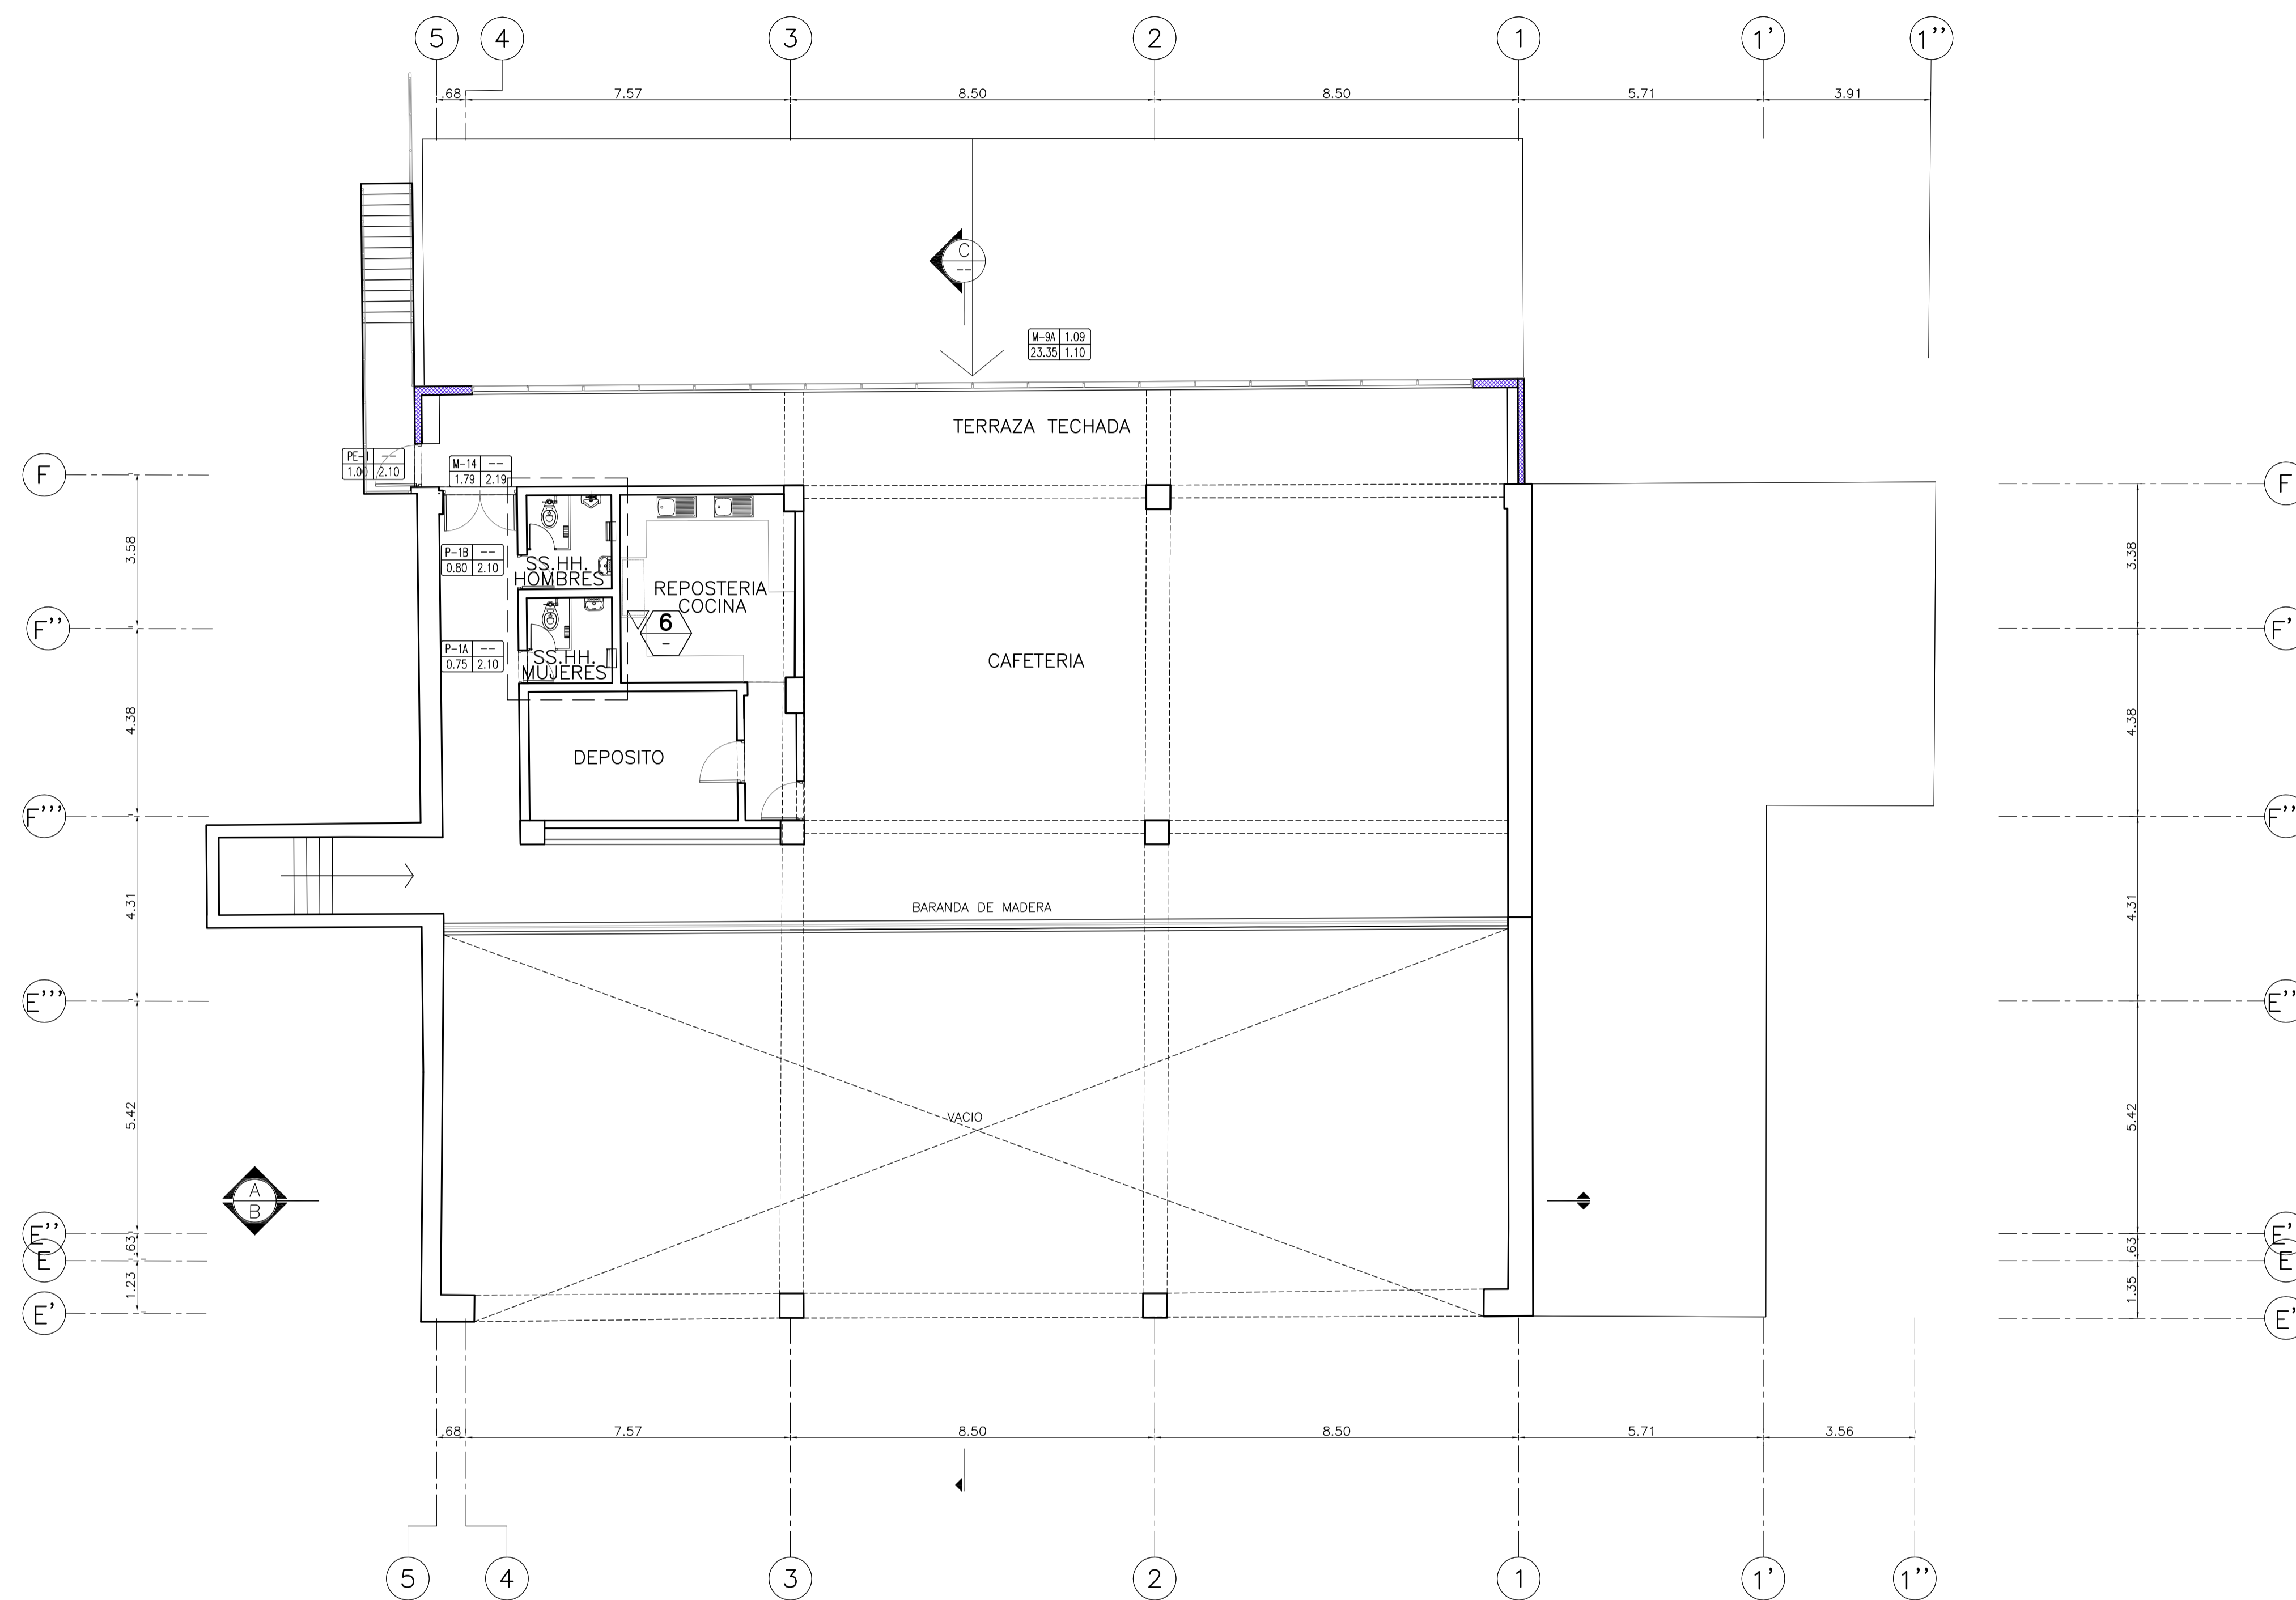 5 4 3 2 1 1' 1''
.68 7.57 8.50 8.50 5.71 3.91
C
--
M-9A 1.09
23.35 1.10
TERRAZA TECHADA
PE-1 --
1.00 2.10
M-14 --
1.79 2.19
F
F
3.58
3.38
P-1B --
0.80 2.10
SS.HH.
HOMBRES
REPOSTERIA
COCINA
6
-
F''
F'
P-1A --
0.75 2.10
SS.HH.
MUJERES
CAFETERIA
4.38
4.38
DEPOSITO
F'''
F''
4.31
4.31
BARANDA DE MADERA
E'''
E''
5.42
5.42
VACIO
A
B
E''
E'
.63
.63
E
E
1.23
1.35
E'
E'
.68 7.57 8.50 8.50 5.71 3.56
5 4 3 2 1 1' 1''